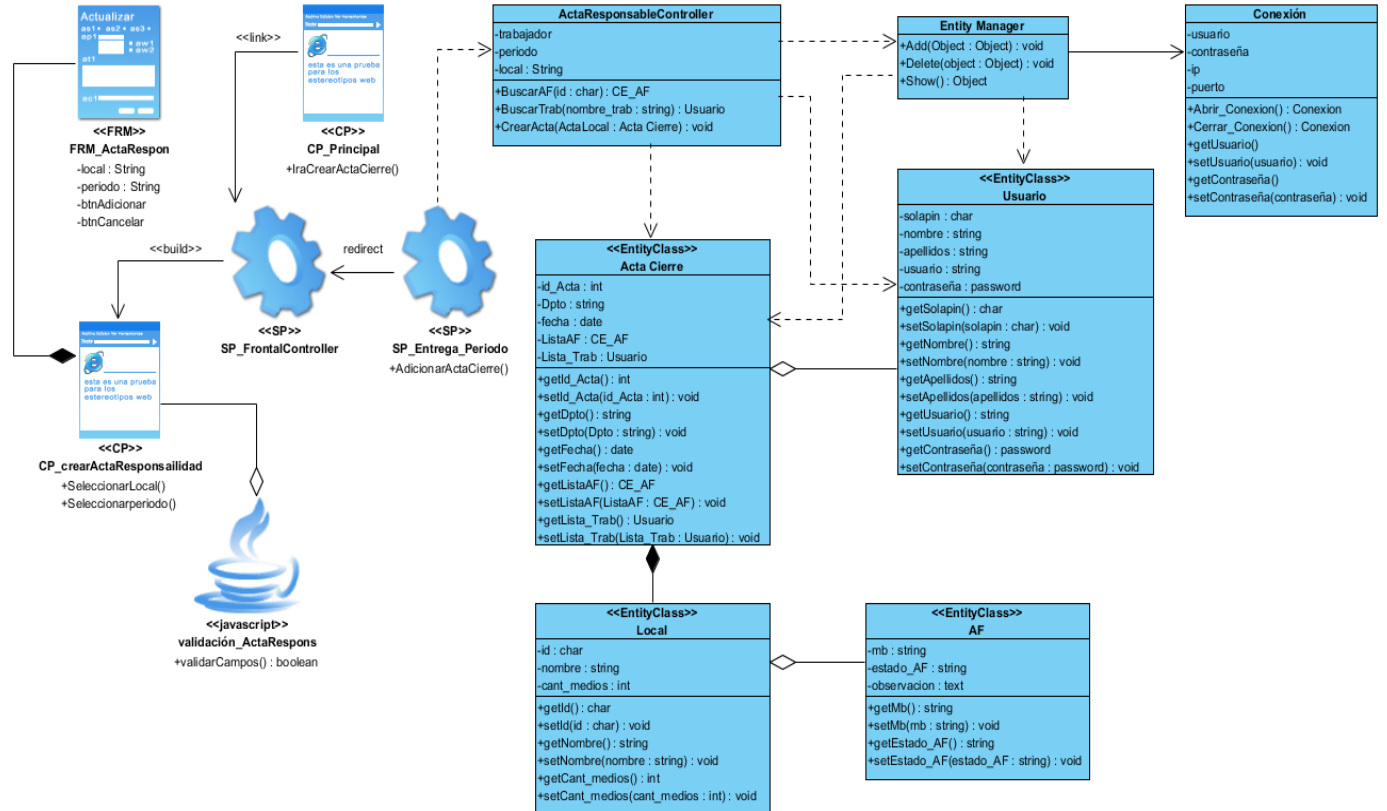 Actualizar
as1 as2 as3
ap1
aw1
aw2
at1
ac1
<<FRM>>
FRM_ActaRespon
-local : String
-periodo : String
-btnAdicionar
-btnCancelar
<<link>>
esta es una prueba
para los
estereotipos web
<<CP>>
CP_Principal
+IraCrearActaCierre()
<<build>>
redirect
<<SP>>
SP_FrontalController
<<SP>>
SP_Entrega_Periodo
+AdicionarActaCierre()
esta es una prueba
para los
estereotipos web
<<CP>>
CP_crearActaResponsailidad
+SeleccionarLocal()
+Seleccionarperiodo()
<<javascript>>
validación_ActaRespons
+validarCampos() : boolean
ActaResponsableController
-trabajador
-periodo
-local : String
+BuscarAF(id : char) : CE_AF
+BuscarTrab(nombre_trab : string) : Usuario
+CrearActa(ActaLocal : Acta Cierre) : void
Entity Manager
+Add(Object : Object) : void
+Delete(object : Object) : void
+Show() : Object
Conexión
-usuario
-contraseña
-ip
-puerto
+Abrir_Conexion() : Conexion
+Cerrar_Conexion() : Conexion
+getUsuario()
+setUsuario(usuario) : void
+getContraseña()
+setContraseña(contraseña) : void
<<EntityClass>>
Usuario
-solapin : char
-nombre : string
-apellidos : string
-usuario : string
-contraseña : password
+getSolapin() : char
+setSolapin(solapin : char) : void
+getNombre() : string
+setNombre(nombre : string) : void
+getApellidos() : string
+setApellidos(apellidos : string) : void
+getUsuario() : string
+setUsuario(usuario : string) : void
+getContraseña() : password
+setContraseña(contraseña : password) : void
<<EntityClass>>
Acta Cierre
-id_Acta : int
-Dpto : string
-fecha : date
-ListaAF : CE_AF
-Lista_Trab : Usuario
+getId_Acta() : int
+setId_Acta(id_Acta : int) : void
+getDpto() : string
+setDpto(Dpto : string) : void
+getFecha() : date
+setFecha(fecha : date) : void
+getListaAF() : CE_AF
+setListaAF(ListaAF : CE_AF) : void
+getLista_Trab() : Usuario
+setLista_Trab(Lista_Trab : Usuario) : void
<<EntityClass>>
Local
-id : char
-nombre : string
-cant_medios : int
+getId() : char
+setId(id : char) : void
+getNombre() : string
+setNombre(nombre : string) : void
+getCant_medios() : int
+setCant_medios(cant_medios : int) : void
<<EntityClass>>
AF
-mb : string
-estado_AF : string
-observacion : text
+getMb() : string
+setMb(mb : string) : void
+getEstado_AF() : string
+setEstado_AF(estado_AF : string) : void